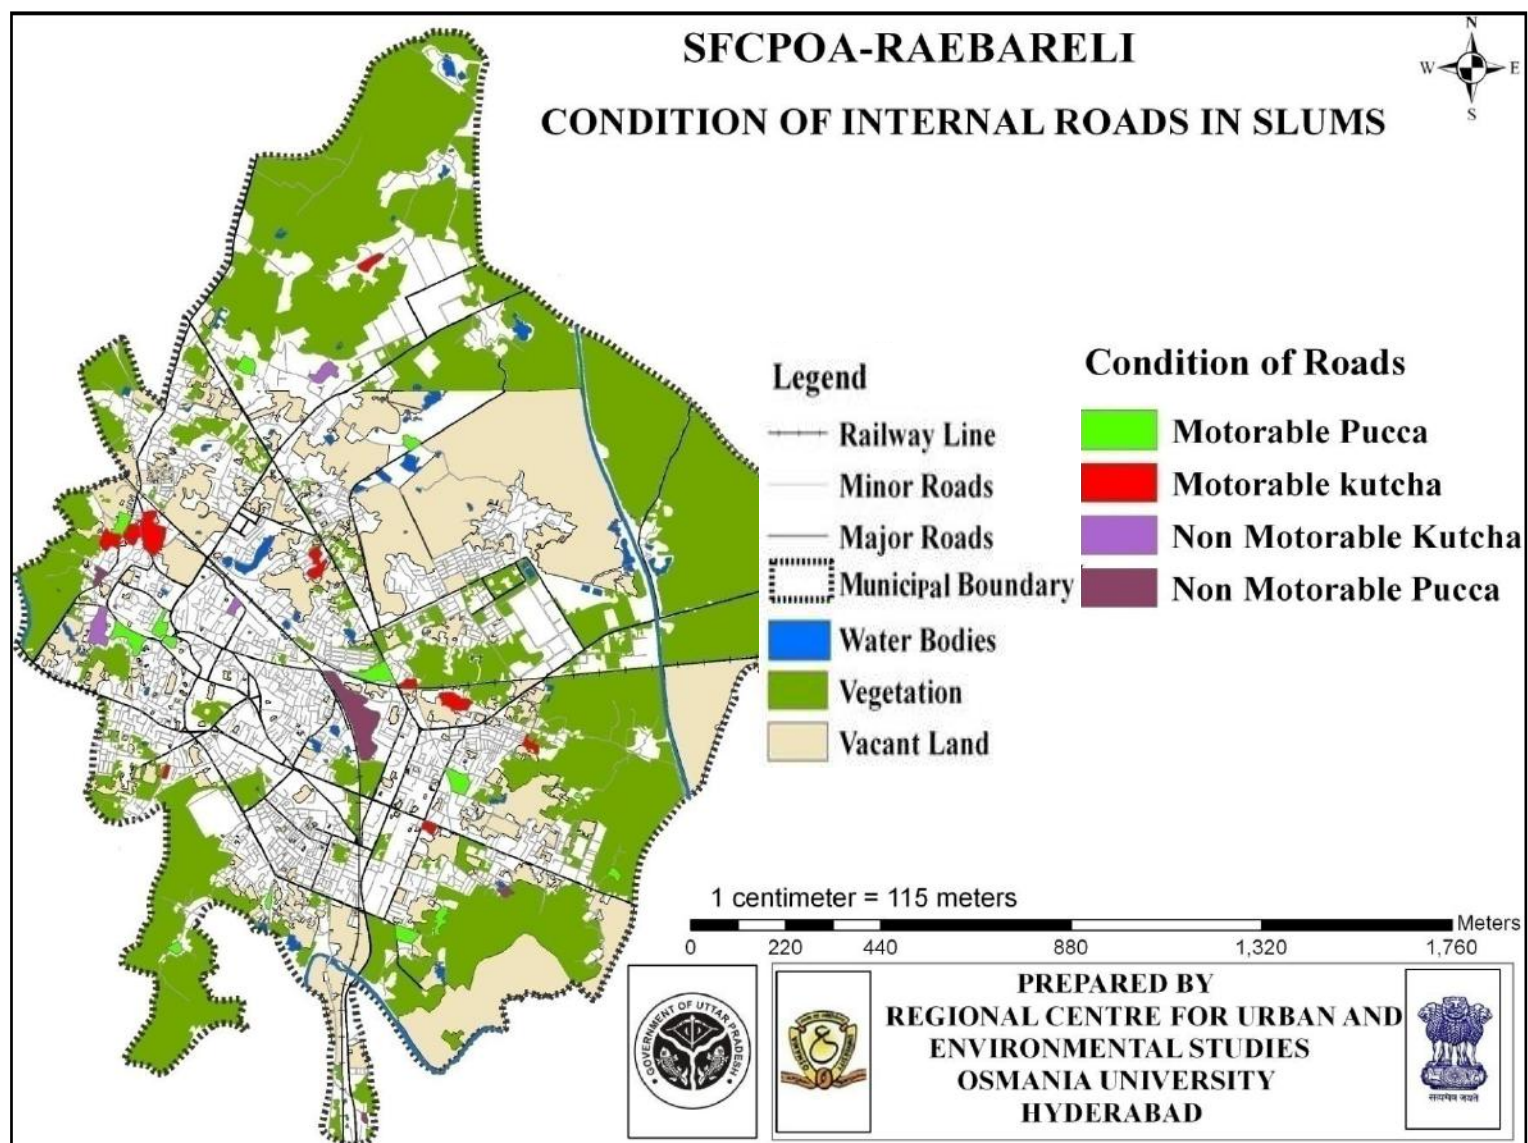 SFCPOA-RAEBARELI
CONDITION OF INTERNAL ROADS IN SLUMS
N
W E
S
Legend
Railway Line
Minor Roads
Major Roads
Municipal Boundary
Water Bodies
Vegetation
Vacant Land
Condition of Roads
Motorable Pucca
Motorable kutcha
Non Motorable Kutcha
Non Motorable Pucca
1 centimeter = 115 meters
Meters
0 220 440 880 1,320 1,760
GOVERNMENT OF UTTAR PRADESH
PREPARED BY
REGIONAL CENTRE FOR URBAN AND
ENVIRONMENTAL STUDIES
OSMANIA UNIVERSITY
HYDERABAD
सत्यमेव जयते